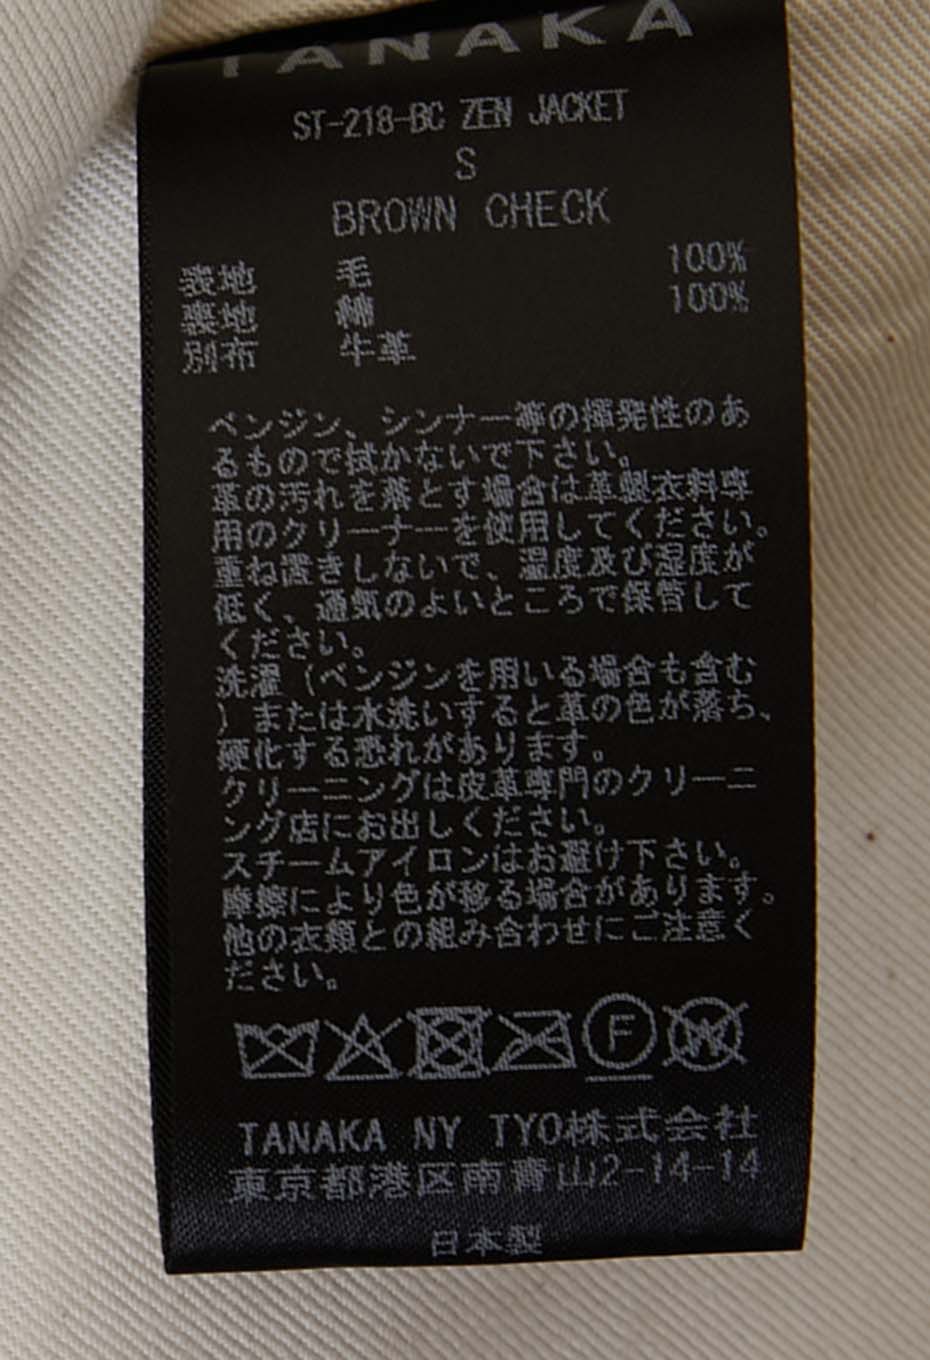 TANAKA
ST-218-BC ZEN JACKET
S
BROWN CHECK
表地 毛 100%
裏地 綿 100%
別布 牛革
ベンジン、シンナー等の揮発性のあ
るもので拭かないで下さい。
革の汚れを落とす場合は革製衣料専
用のクリーナーを使用してください。
重ね置きしないで、温度及び湿度が
低く、通気のよいところで保管して
ください。
洗濯（ベンジンを用いる場合も含む
）または水洗いすると革の色が落ち、
硬化する恐れがあります。
クリーニングは皮革専門のクリーニ
ング店にお出しください。
スチームアイロンはお避け下さい。
摩擦により色が移る場合があります。
他の衣類との組み合わせにご注意く
ださい。
F W
TANAKA NY TYO株式会社
東京都港区南青山2-14-14
日本製